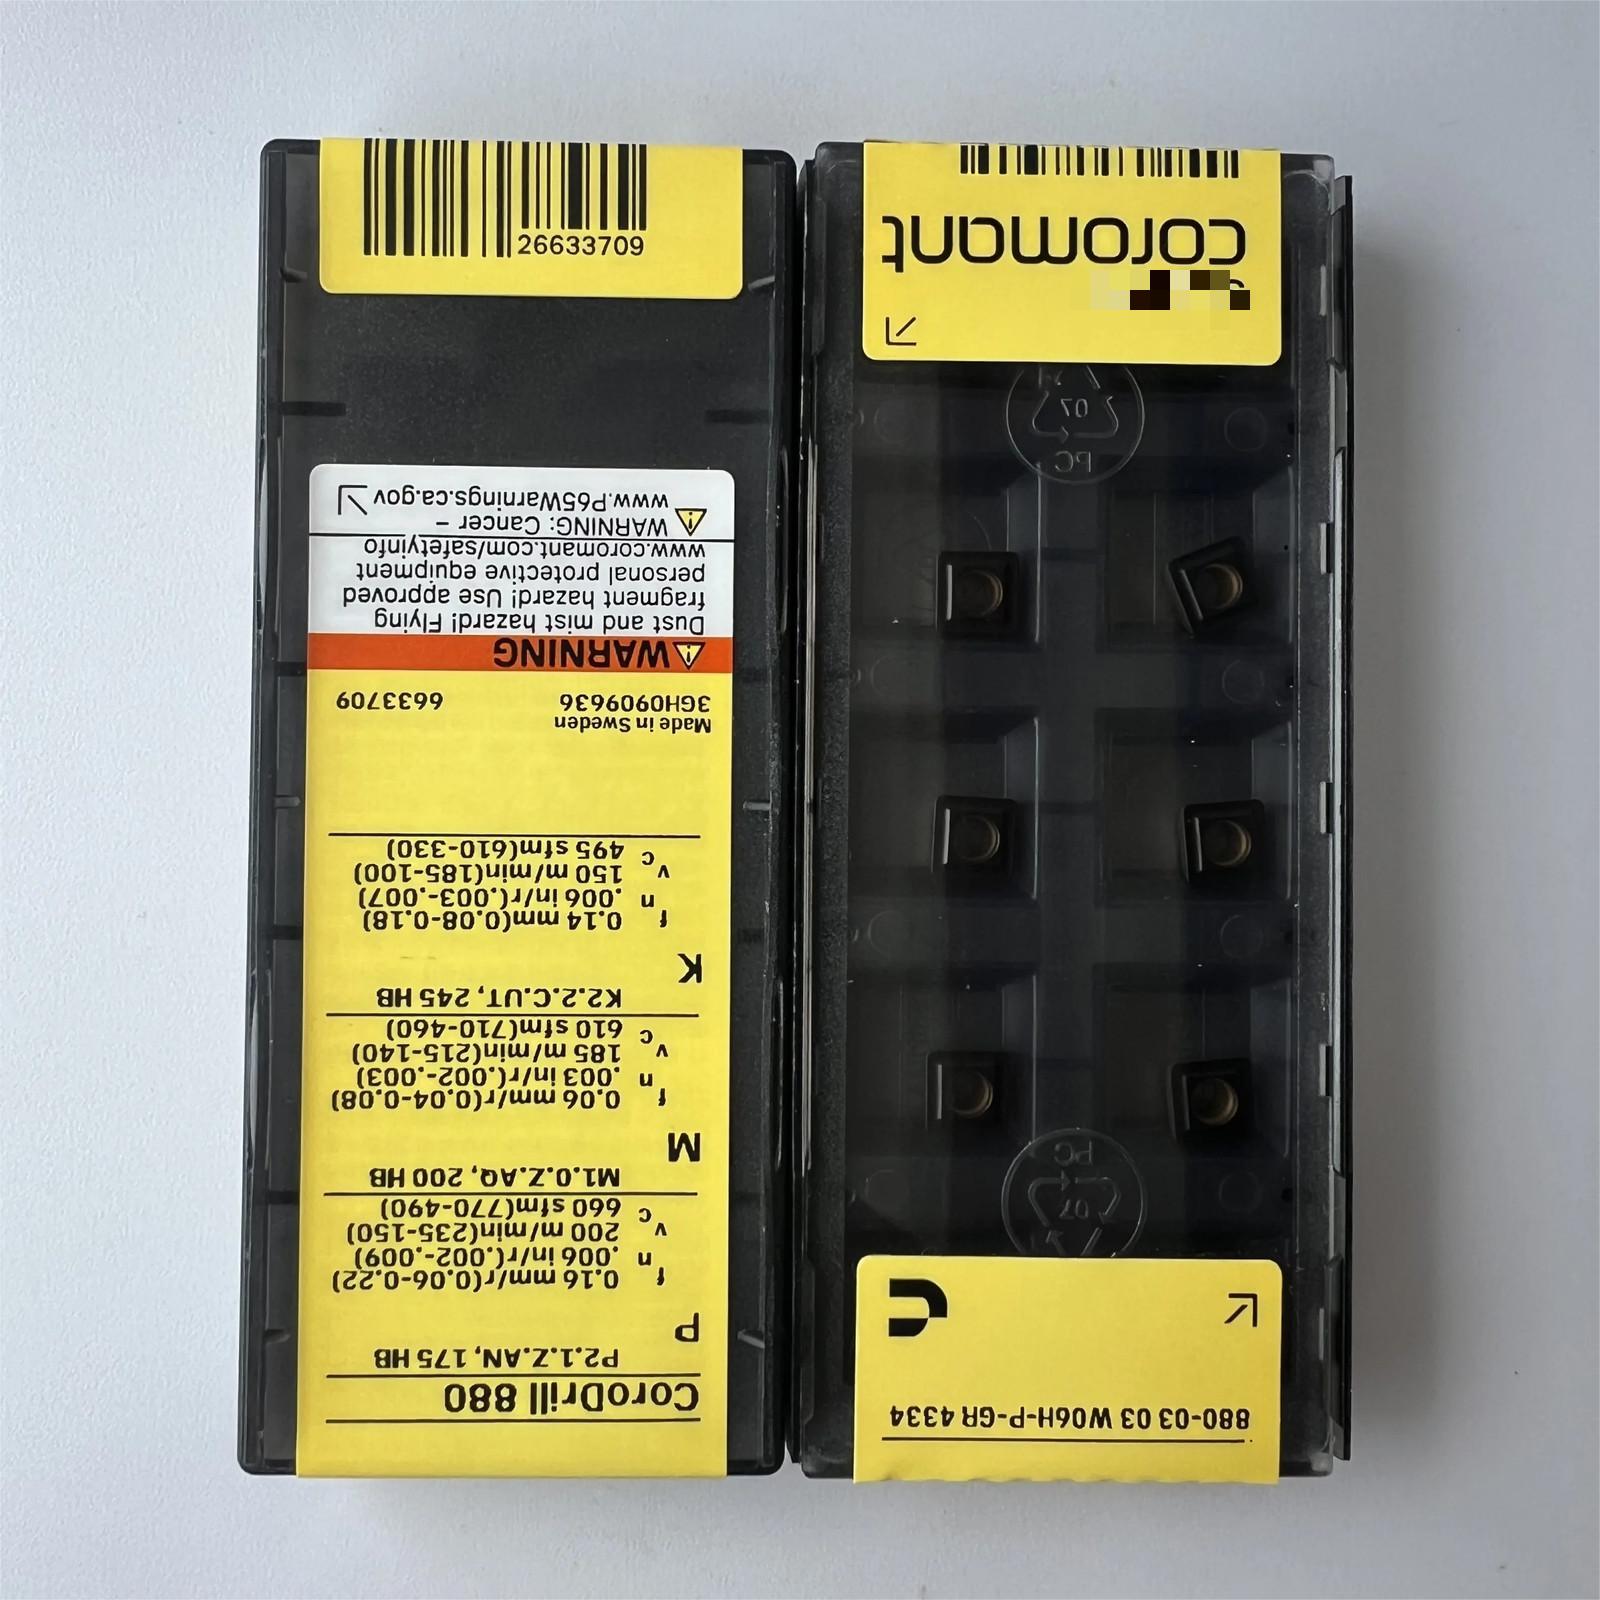 CoroDrill 880
P2.1.Z.AN, 175 HB
P
f 0.16 mm/r(0.06-0.22)
n .006 in/r(.002-.009)
v 200 m/min(235-150)
c 660 sfm(770-490)
M1.0.Z.AQ, 200 HB
M
f 0.06 mm/r(0.04-0.08)
n .003 in/r(.002-.003)
v 185 m/min(215-140)
c 610 sfm(710-460)
K2.2.C.UT, 245 HB
K
f 0.14 mm(0.08-0.18)
n .006 in/r(.003-.007)
v 150 m/min(185-100)
c 495 sfm(610-330)
Made in Sweden
3GH0909636 6633709
WARNING
Dust and mist hazard! Flying
fragment hazard! Use approved
personal protective equipment
www.coromant.com/safetyinfo
WARNING: Cancer –
www.P65Warnings.ca.gov
26633709
880-03 03 W06H-P-GR 4334
PC
07
07
PC
coromant